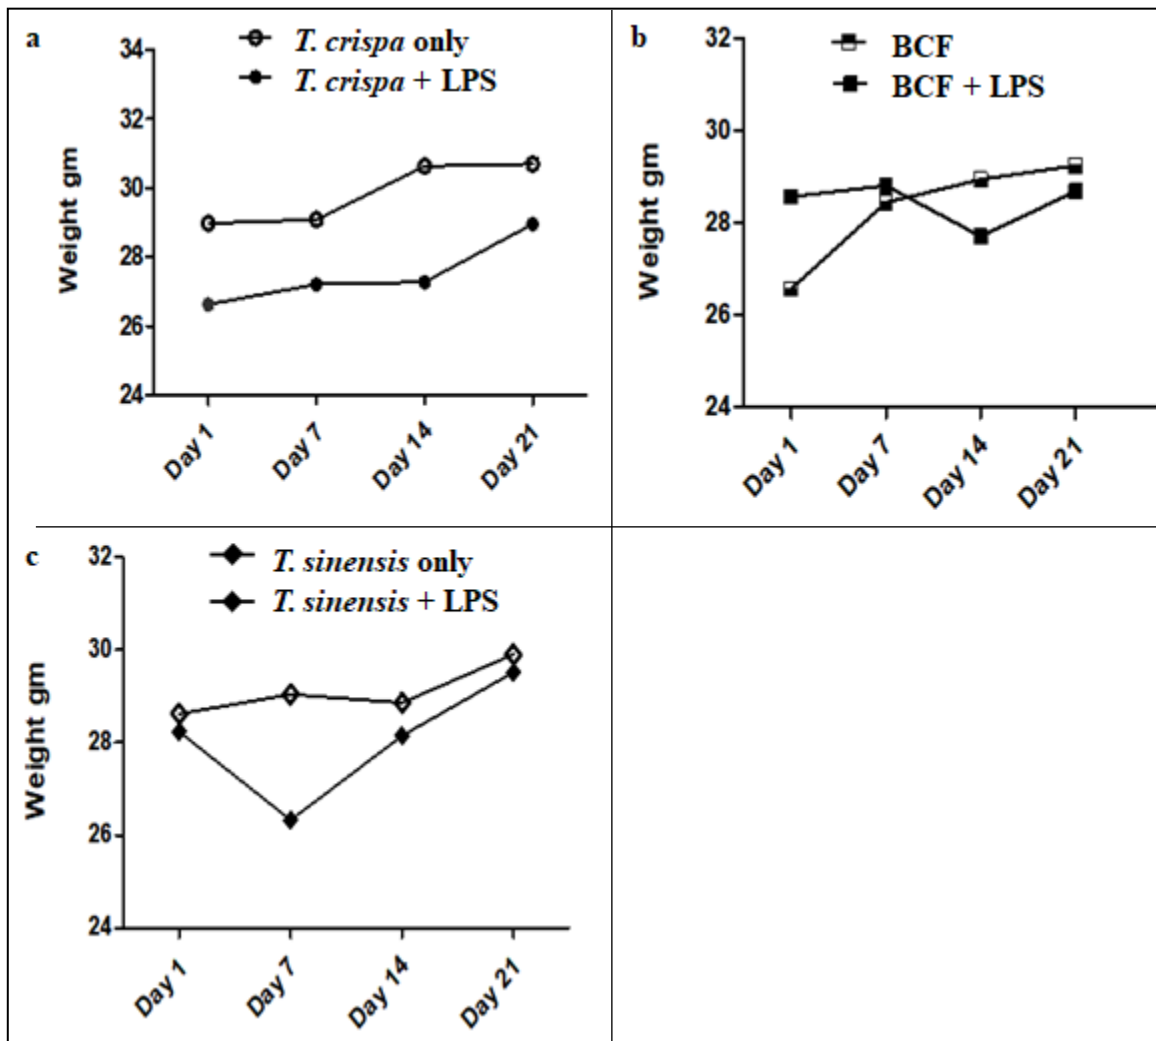 a
T. crispa only
T. crispa + LPS
34
32
30
28
26
24
Weight gm
Day 1
Day 7
Day 14
Day 21
b
BCF
BCF + LPS
32
30
28
26
24
Weight gm
Day 1
Day 7
Day 14
Day 21
c
T. sinensis only
T. sinensis + LPS
32
30
28
26
24
Weight gm
Day 1
Day 7
Day 14
Day 21